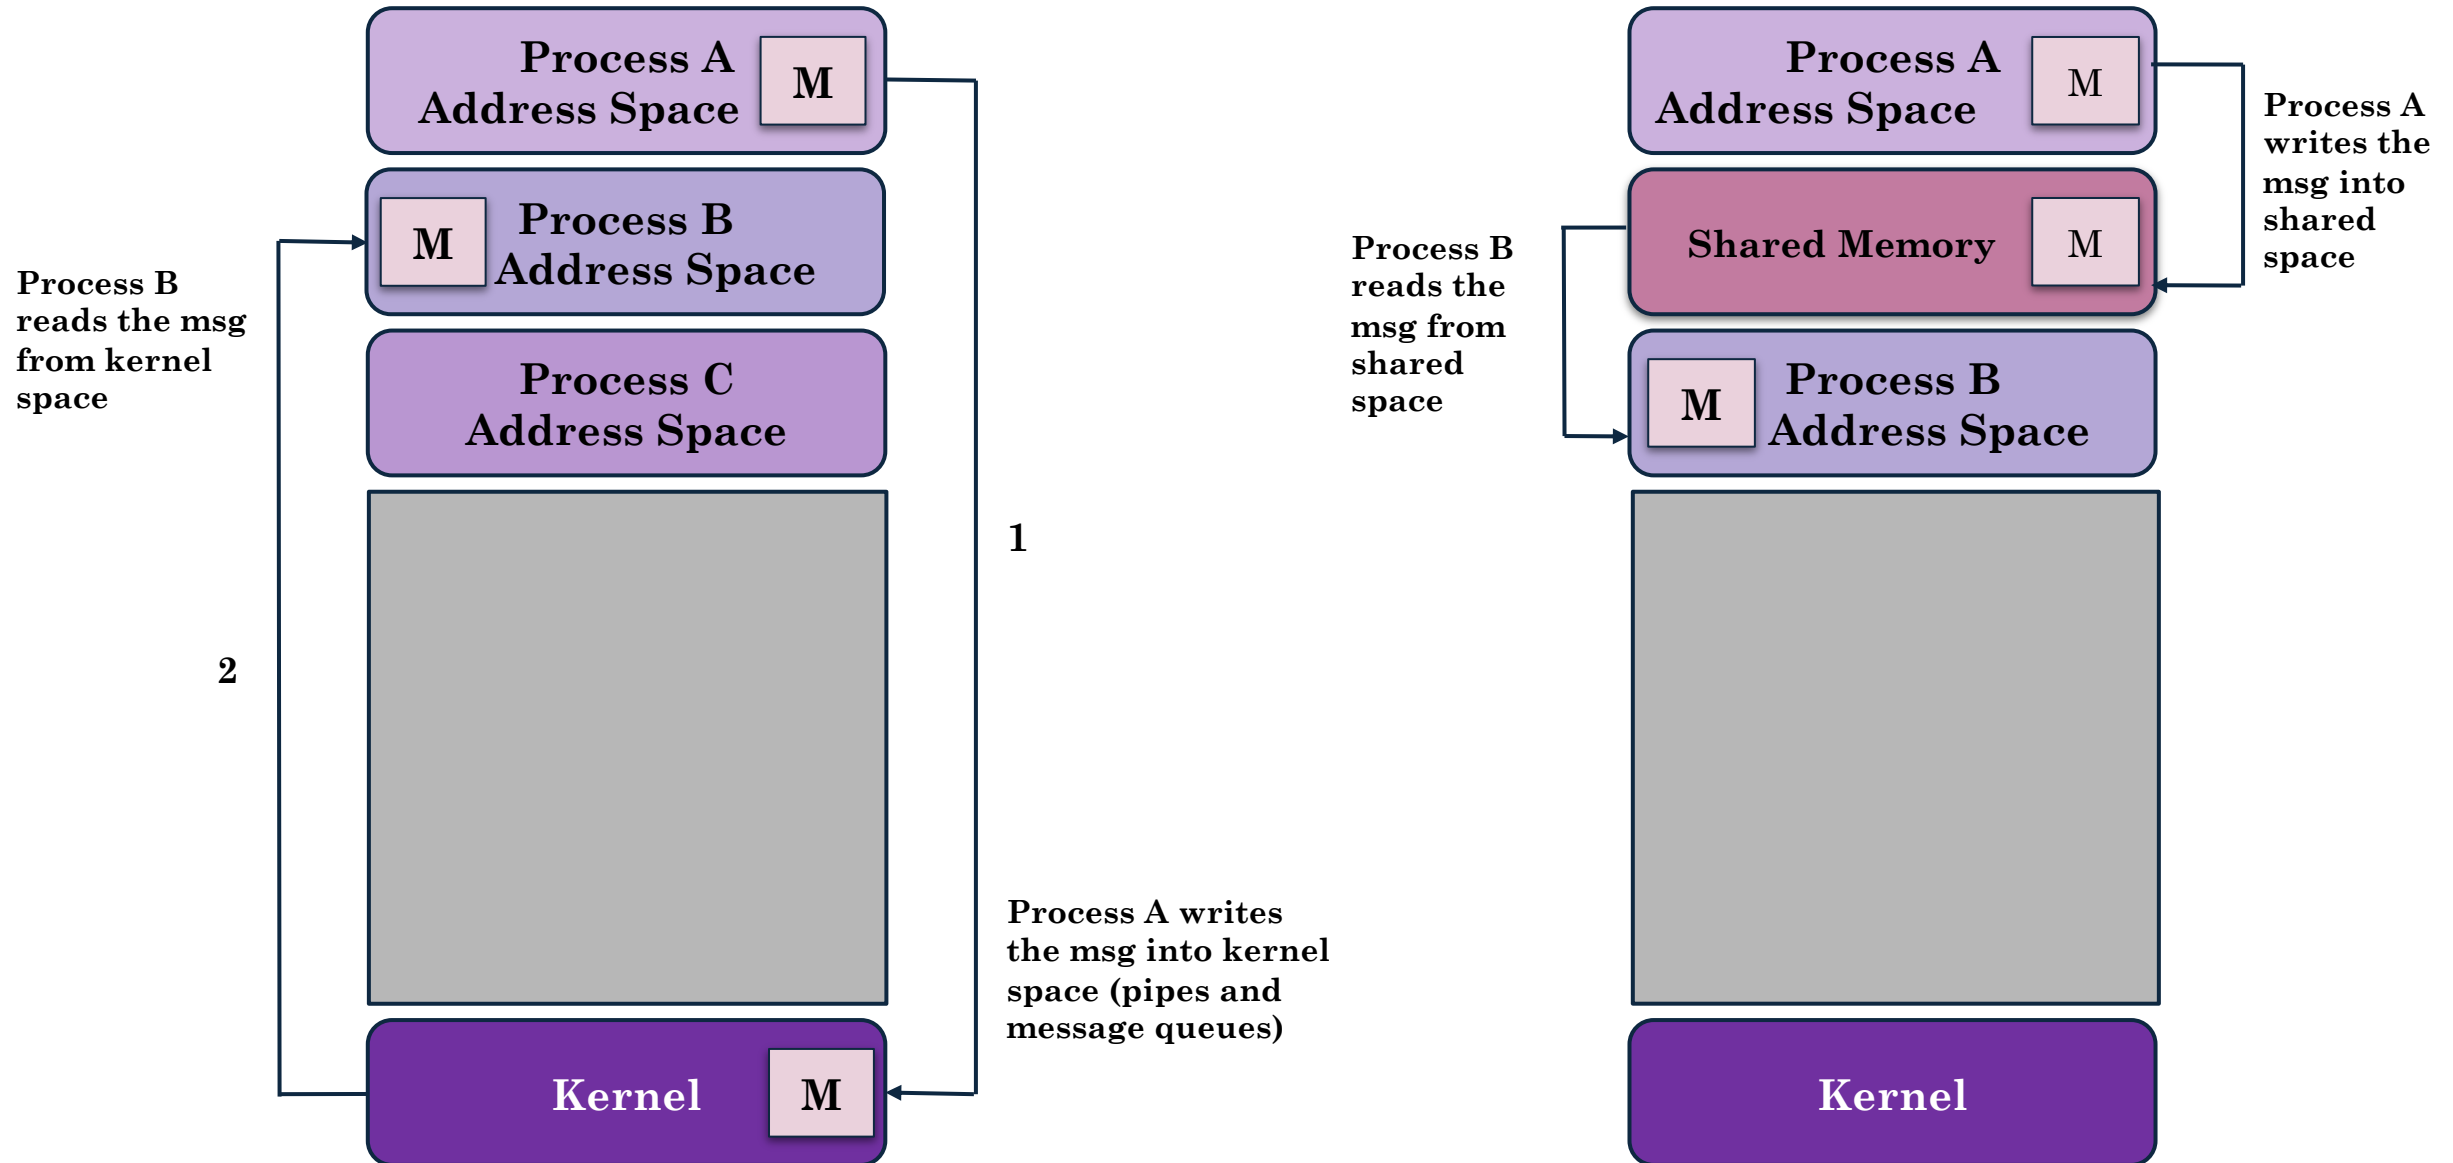 Process A
Address Space
M
Process B
Address Space
M
Process C
Address Space
Process B
reads the msg
from kernel
space
1
2
Process A writes
the msg into kernel
space (pipes and
message queues)
Kernel
M
Process A
Address Space
M
Process A
writes the
msg into
shared
space
Shared Memory
M
Process B
reads the
msg from
shared
space
M
Process B
Address Space
Kernel